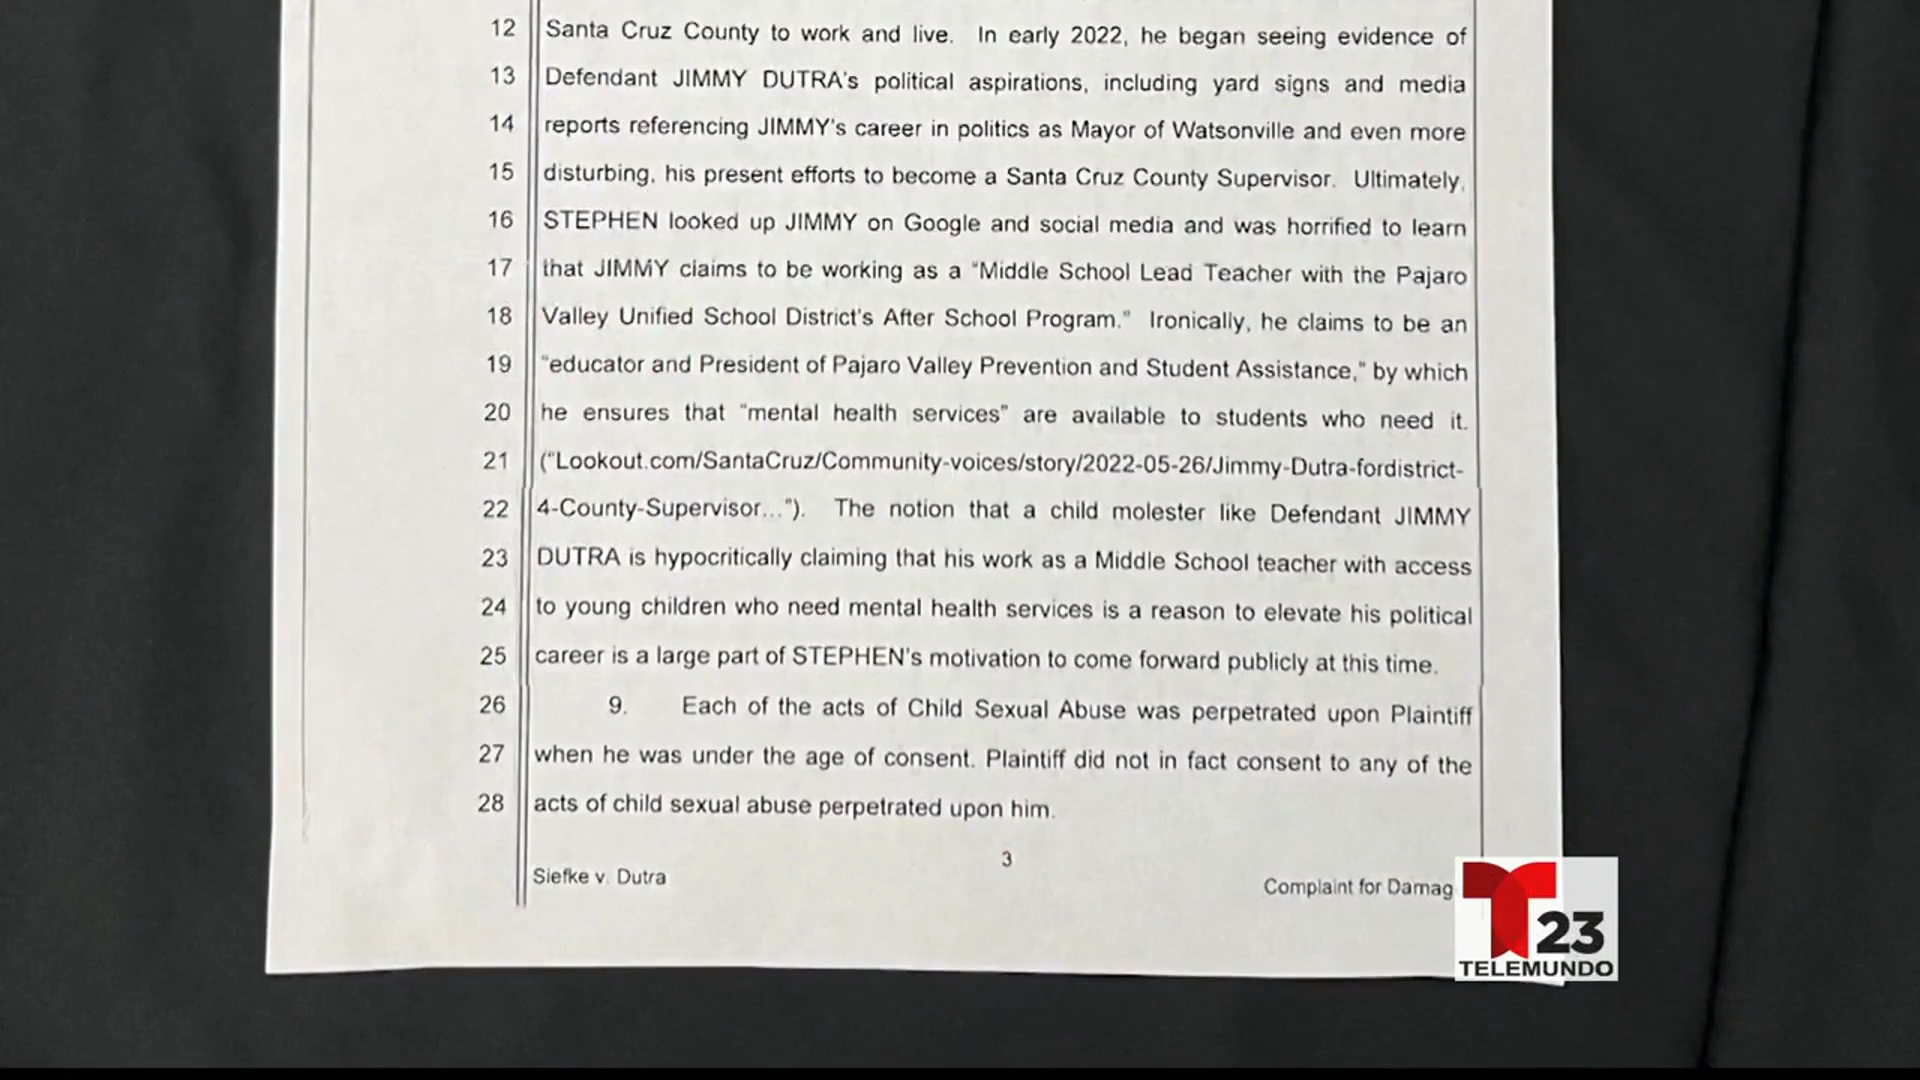 12 Santa Cruz County to work and live. In early 2022, he began seeing evidence of
13 Defendant JIMMY DUTRA's political aspirations, including yard signs and media
14 reports referencing JIMMY's career in politics as Mayor of Watsonville and even more
15 disturbing, his present efforts to become a Santa Cruz County Supervisor. Ultimately,
16 STEPHEN looked up JIMMY on Google and social media and was horrified to learn
17 that JIMMY claims to be working as a "Middle School Lead Teacher with the Pajaro
18 Valley Unified School District's After School Program." Ironically, he claims to be an
19 "educator and President of Pajaro Valley Prevention and Student Assistance," by which
20 he ensures that "mental health services" are available to students who need it.
21 ("Lookout.com/SantaCruz/Community-voices/story/2022-05-26/Jimmy-Dutra-fordistrict-
22 4-County-Supervisor..."). The notion that a child molester like Defendant JIMMY
23 DUTRA is hypocritically claiming that his work as a Middle School teacher with access
24 to young children who need mental health services is a reason to elevate his political
25 career is a large part of STEPHEN's motivation to come forward publicly at this time.
26 9. Each of the acts of Child Sexual Abuse was perpetrated upon Plaintiff
27 when he was under the age of consent. Plaintiff did not in fact consent to any of the
28 acts of child sexual abuse perpetrated upon him.
3
Siefke v. Dutra
Complaint for Damag
T 23
TELEMUNDO